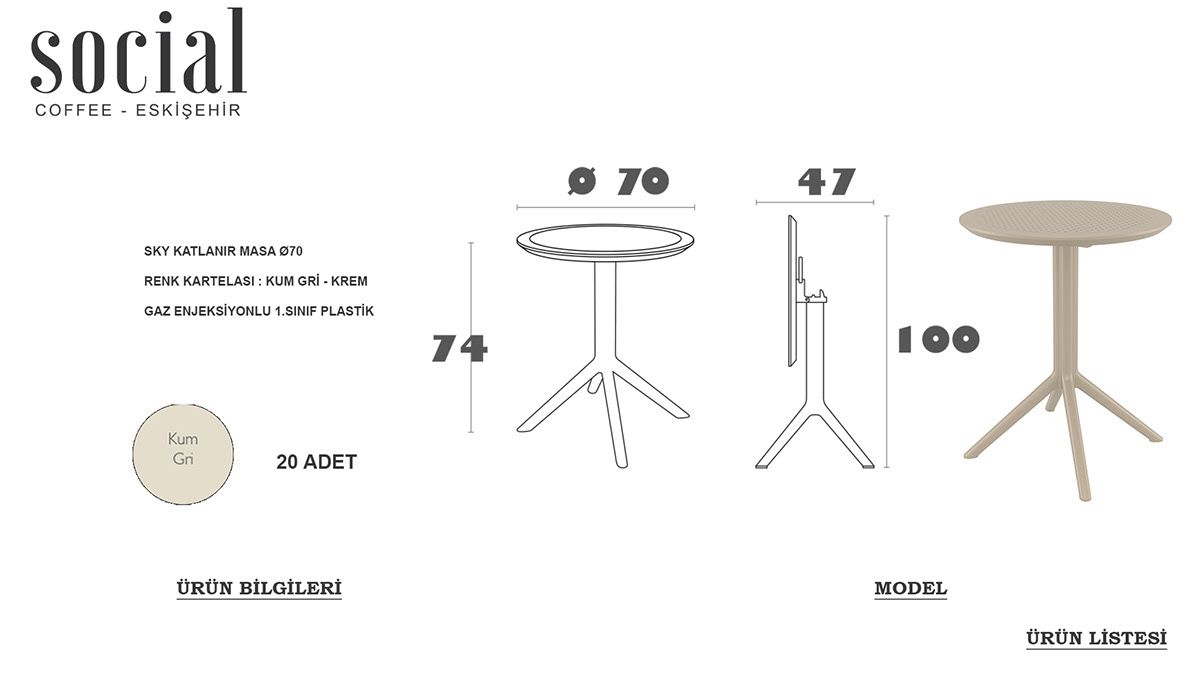 social
COFFEE - ESKİŞEHİR
Ø 70
47
SKY KATLANIR MASA Ø70
RENK KARTELASI : KUM GRİ - KREM
GAZ ENJEKSİYONLU 1.SINIF PLASTİK
74
100
Kum
Gri
20 ADET
ÜRÜN BİLGİLERİ
MODEL
ÜRÜN LİSTESİ